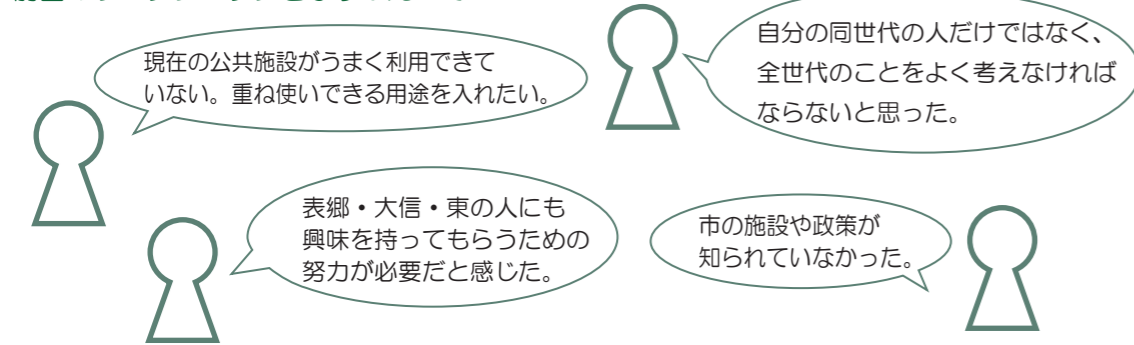 現在の公共施設がうまく利用できて
いない。重ね使いできる用途を入れたい。
自分の同世代の人だけではなく、
全世代のことをよく考えなければ
ならないと思った。
表郷・大信・東の人にも
興味を持ってもらうための
努力が必要だと感じた。
市の施設や政策が
知られていなかった。